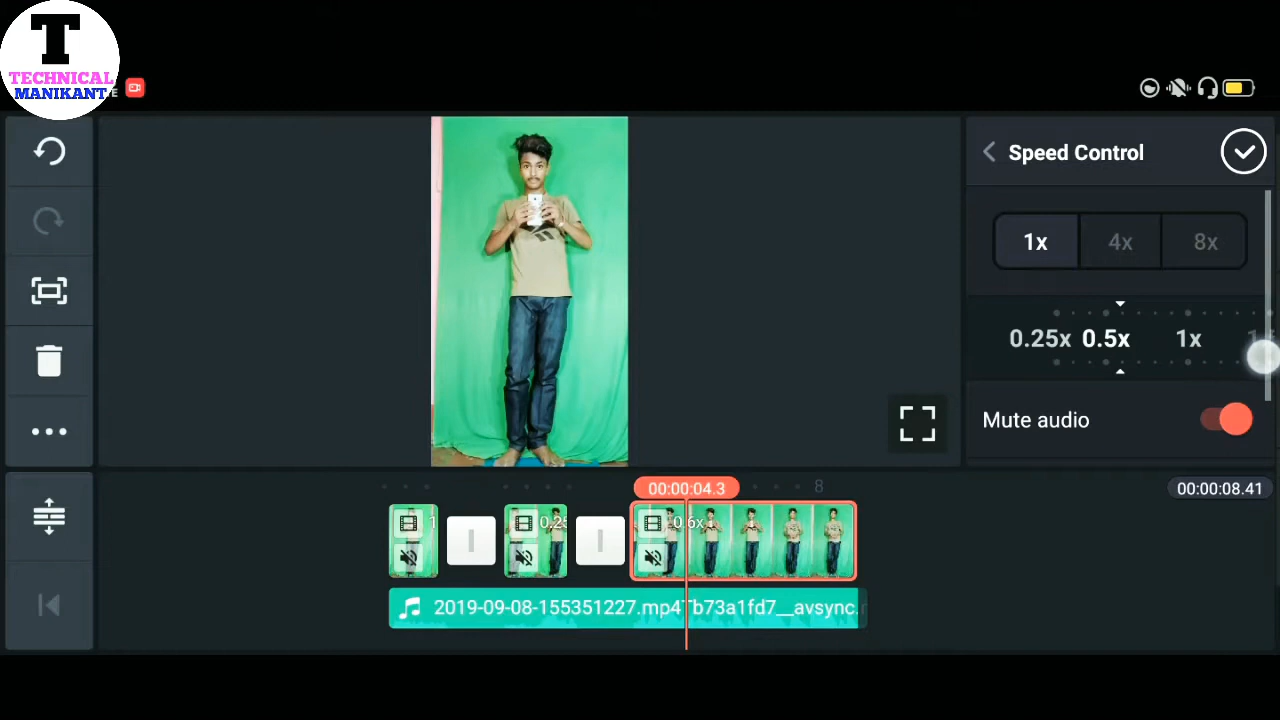 T
TECHNICAL
MANIKANT
E
Speed Control
1x 4x 8x
0.25x 0.5x 1x
Mute audio
00:00:04.3
8
00:00:08.41
1
0.25
0.6x
2019-09-08-155351227.mp4
b73a1fd7__avsync.